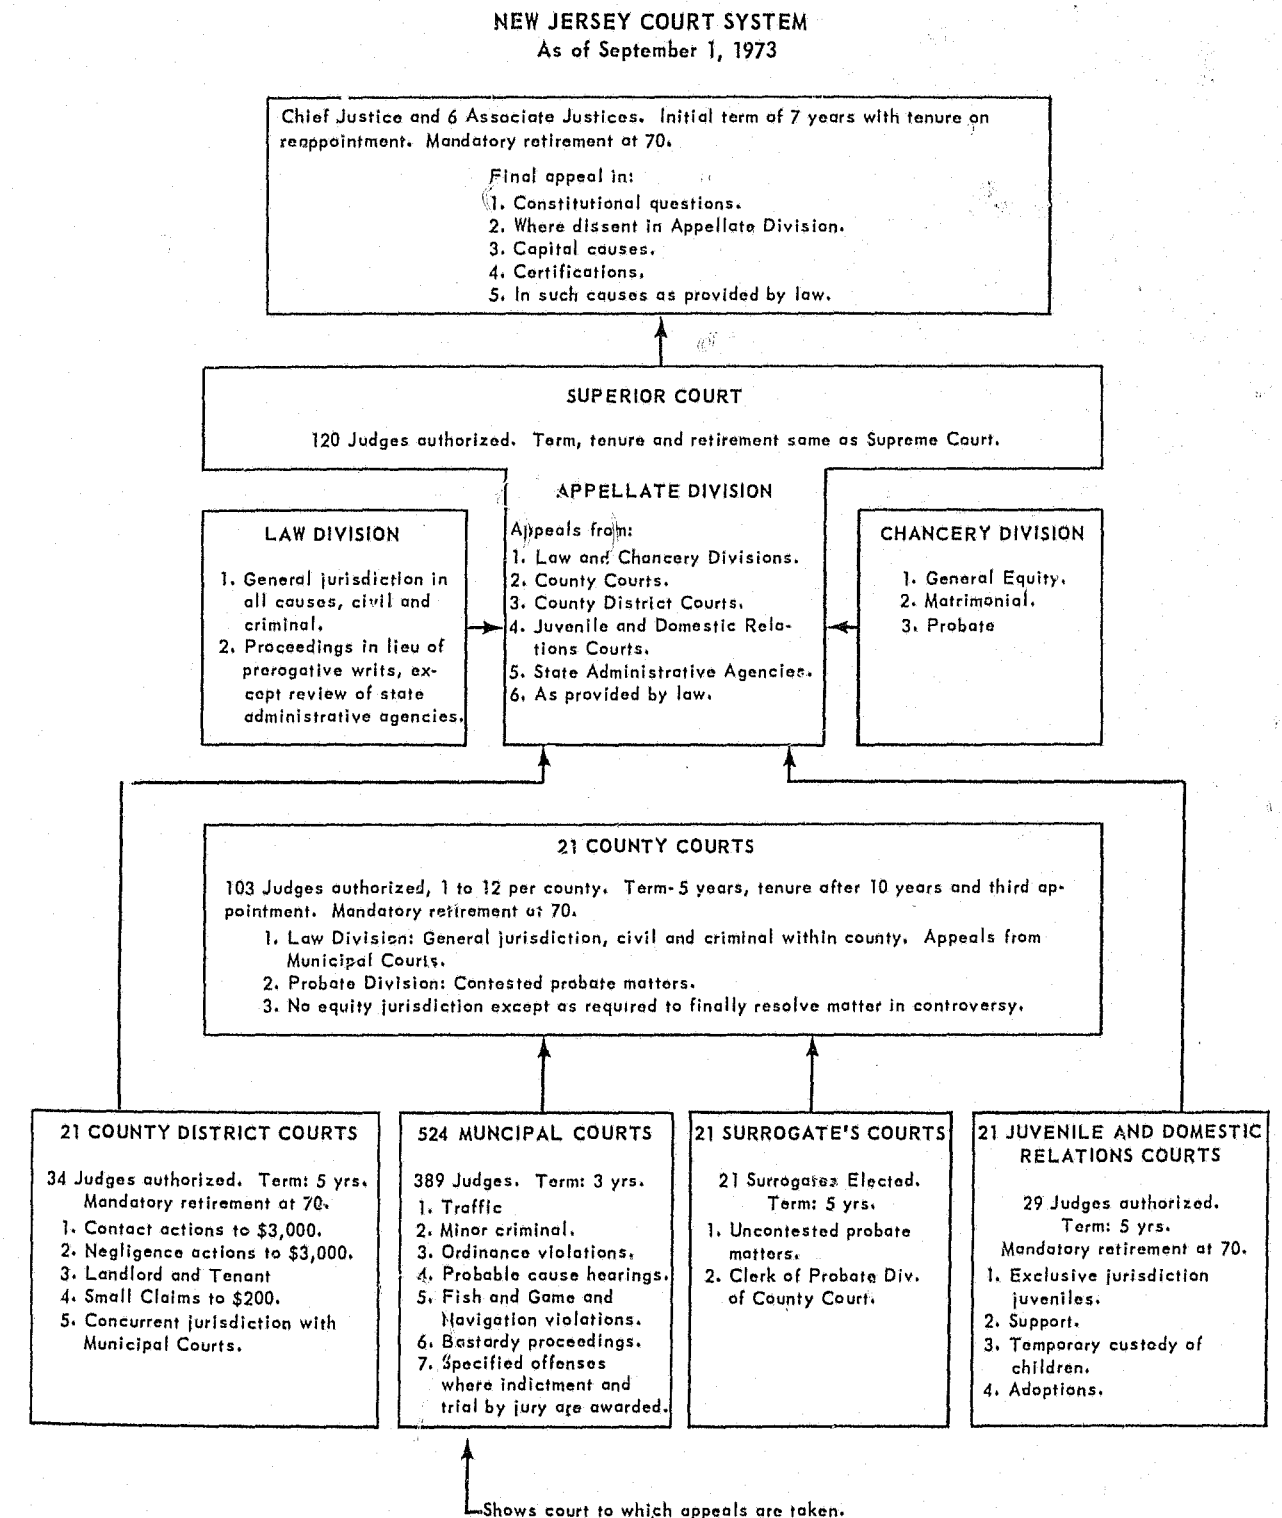 NEW JERSEY COURT SYSTEM
As of September 1, 1973
Chief Justice and 6 Associate Justices. Initial term of 7 years with tenure on
reappointment. Mandatory retirement at 70.
Final appeal in:
1. Constitutional questions.
2. Where dissent in Appellate Division.
3. Capital causes.
4. Certifications.
5. In such causes as provided by law.
SUPERIOR COURT
120 Judges authorized. Term, tenure and retirement same as Supreme Court.
APPELLATE DIVISION
Appeals from:
1. Law and Chancery Divisions.
2. County Courts.
3. County District Courts.
4. Juvenile and Domestic Rela-
tions Courts.
5. State Administrative Agencies.
6. As provided by law.
LAW DIVISION
1. General jurisdiction in
all causes, civil and
criminal.
2. Proceedings in lieu of
prerogative writs, ex-
cept review of state
administrative agencies.
CHANCERY DIVISION
1. General Equity.
2. Matrimonial.
3. Probate
21 COUNTY COURTS
103 Judges authorized, 1 to 12 per county. Term- 5 years, tenure after 10 years and third ap-
pointment. Mandatory retirement at 70.
1. Law Division: General jurisdiction, civil and criminal within county. Appeals from
Municipal Courts.
2. Probate Division: Contested probate matters.
3. No equity jurisdiction except as required to finally resolve matter in controversy.
21 COUNTY DISTRICT COURTS
34 Judges authorized. Term: 5 yrs.
Mandatory retirement at 70.
1. Contact actions to $3,000.
2. Negligence actions to $3,000.
3. Landlord and Tenant
4. Small Claims to $200.
5. Concurrent jurisdiction with
Municipal Courts.
524 MUNCIPAL COURTS
389 Judges. Term: 3 yrs.
1. Traffic
2. Minor criminal.
3. Ordinance violations.
4. Probable cause hearings.
5. Fish and Game and
Navigation violations.
6. Bastardy proceedings.
7. Specified offenses
where indictment and
trial by jury are awarded.
21 SURROGATE'S COURTS
21 Surrogates Elected.
Term: 5 yrs.
1. Uncontested probate
matters.
2. Clerk of Probate Div.
of County Court.
21 JUVENILE AND DOMESTIC
RELATIONS COURTS
29 Judges authorized.
Term: 5 yrs.
Mandatory retirement at 70.
1. Exclusive jurisdiction
juveniles.
2. Support.
3. Temporary custody of
children.
4. Adoptions.
Shows court to which appeals are taken.